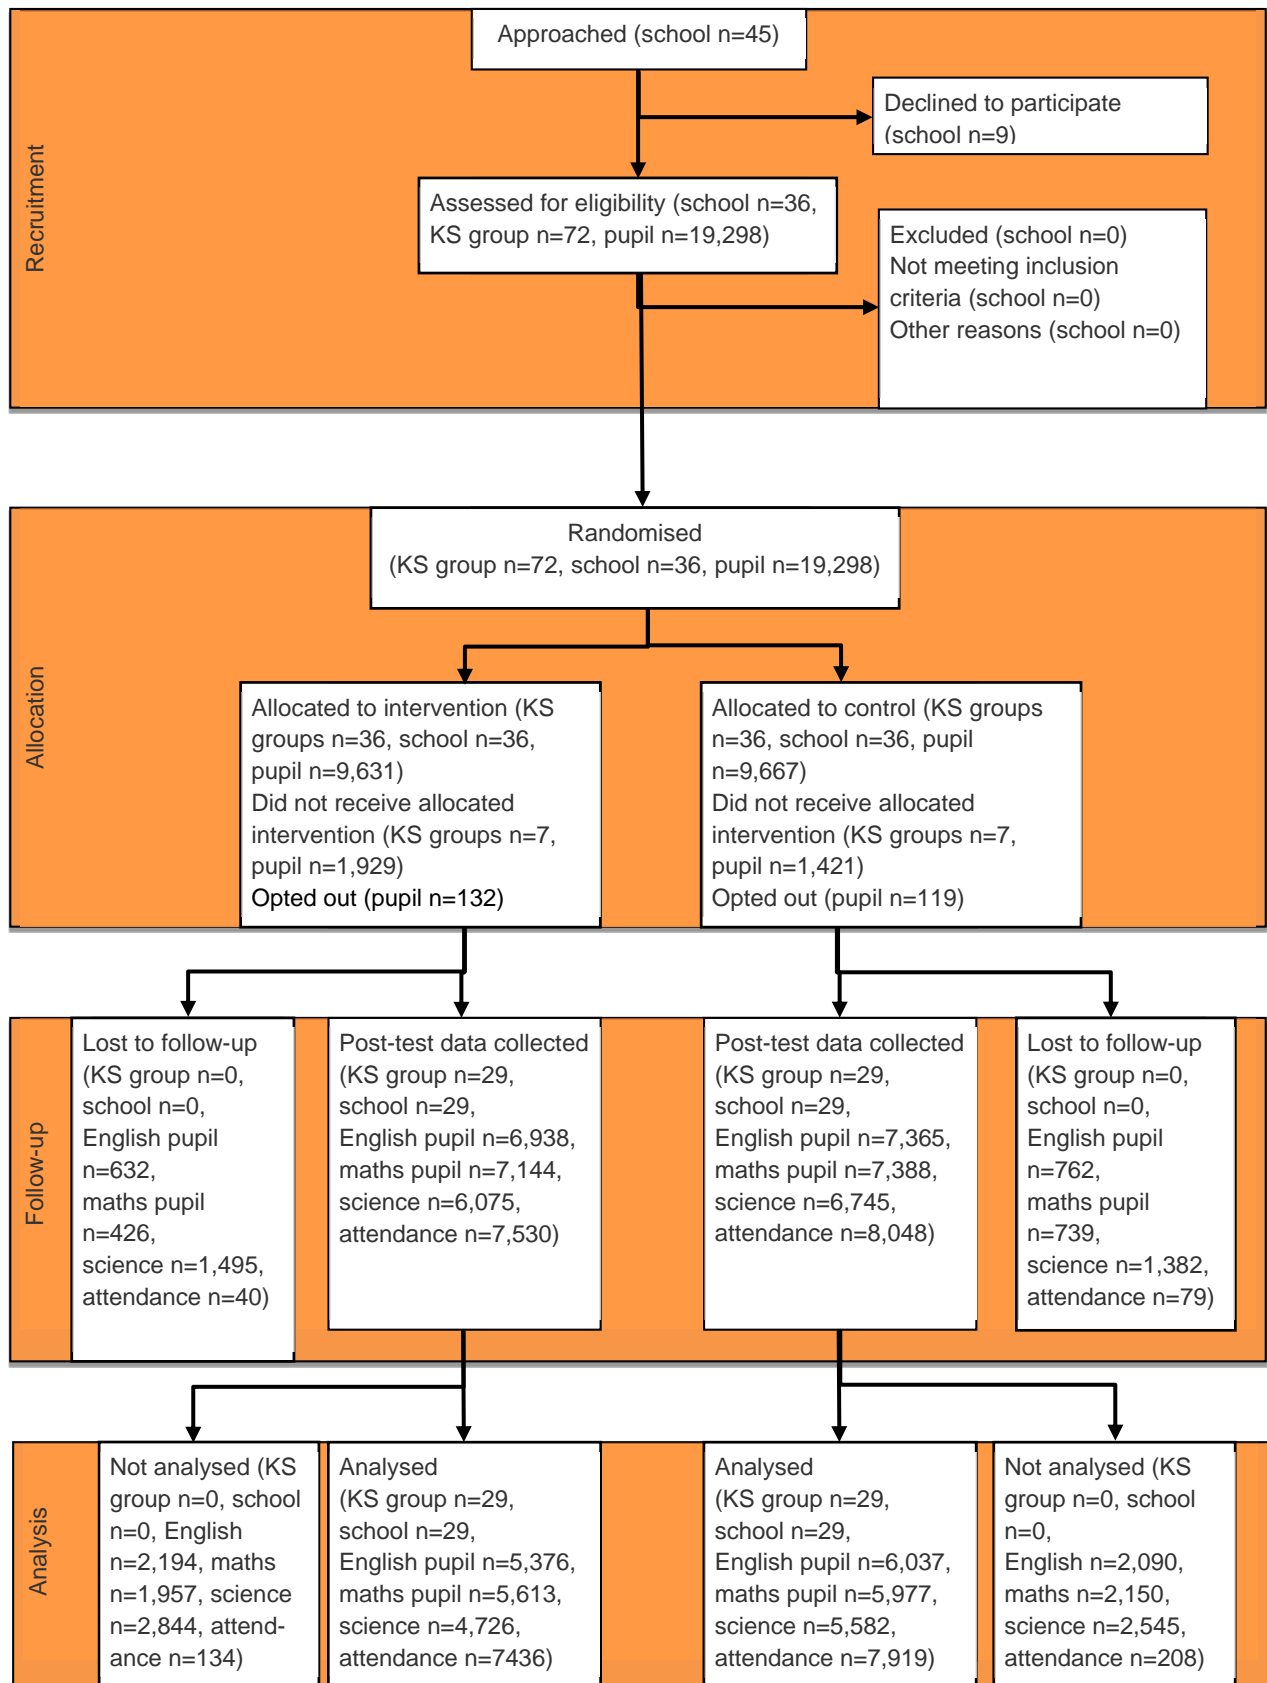 Approached (school n=45)
Declined to participate
(school n=9)
Recruitment
Assessed for eligibility (school n=36,
KS group n=72, pupil n=19,298)
Excluded (school n=0)
Not meeting inclusion
criteria (school n=0)
Other reasons (school n=0)
Randomised
(KS group n=72, school n=36, pupil n=19,298)
Allocation
Allocated to intervention (KS
groups n=36, school n=36,
pupil n=9,631)
Did not receive allocated
intervention (KS groups n=7,
pupil n=1,929)
Opted out (pupil n=132)
Allocated to control (KS groups
n=36, school n=36, pupil
n=9,667)
Did not receive allocated
intervention (KS groups n=7,
pupil n=1,421)
Opted out (pupil n=119)
Follow-up
Lost to follow-up
(KS group n=0,
school n=0,
English pupil
n=632,
maths pupil
n=426,
science n=1,495,
attendance n=40)
Post-test data collected
(KS group n=29,
school n=29,
English pupil n=6,938,
maths pupil n=7,144,
science n=6,075,
attendance n=7,530)
Post-test data collected
(KS group n=29,
school n=29,
English pupil n=7,365,
maths pupil n=7,388,
science n=6,745,
attendance n=8,048)
Lost to follow-up
(KS group n=0,
school n=0,
English pupil
n=762,
maths pupil
n=739,
science n=1,382,
attendance n=79)
Analysis
Not analysed (KS
group n=0, school
n=0, English
n=2,194, maths
n=1,957, science
n=2,844, attend-
ance n=134)
Analysed
(KS group n=29,
school n=29,
English pupil n=5,376,
maths pupil n=5,613,
science n=4,726,
attendance n=7436)
Analysed
(KS group n=29,
school n=29,
English pupil n=6,037,
maths pupil n=5,977,
science n=5,582,
attendance n=7,919)
Not analysed (KS
group n=0, school
n=0,
English n=2,090,
maths n=2,150,
science n=2,545,
attendance n=208)